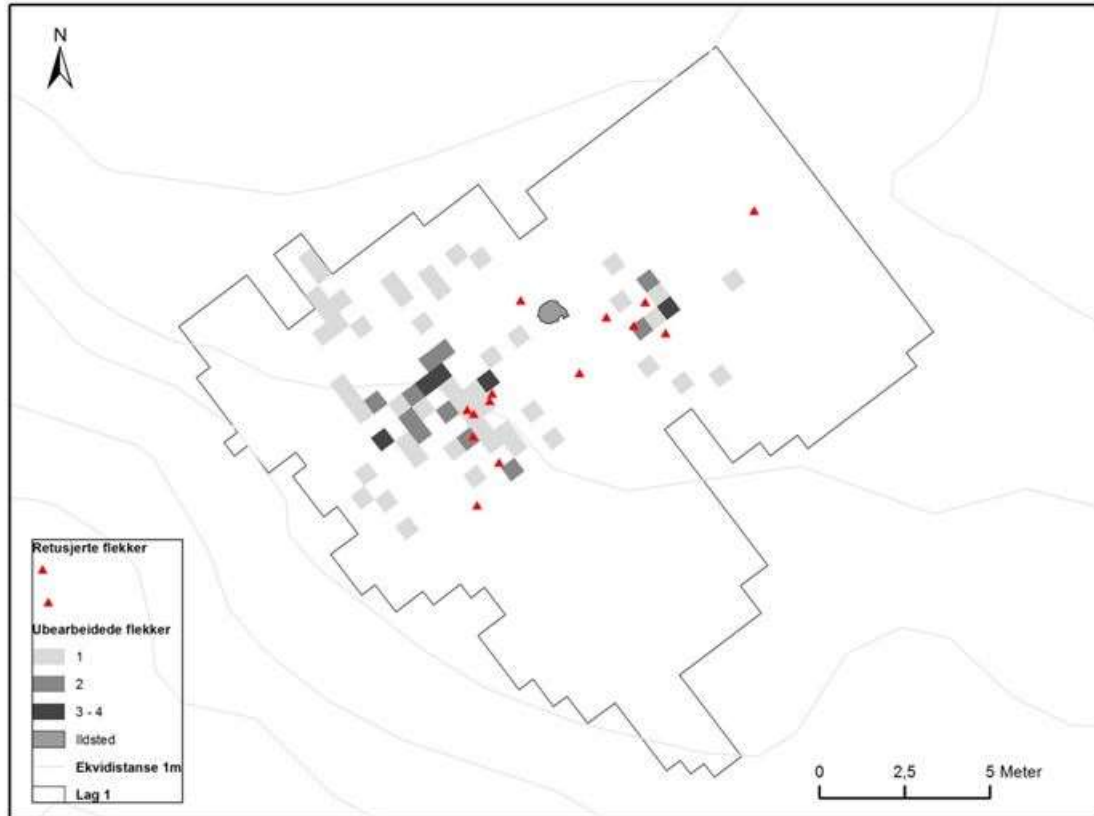 N
Retusjerte flekker
Ubearbeidede flekker
1
2
3 - 4
Ildsted
Ekvidistanse 1m
Lag 1
0 2,5 5 Meter